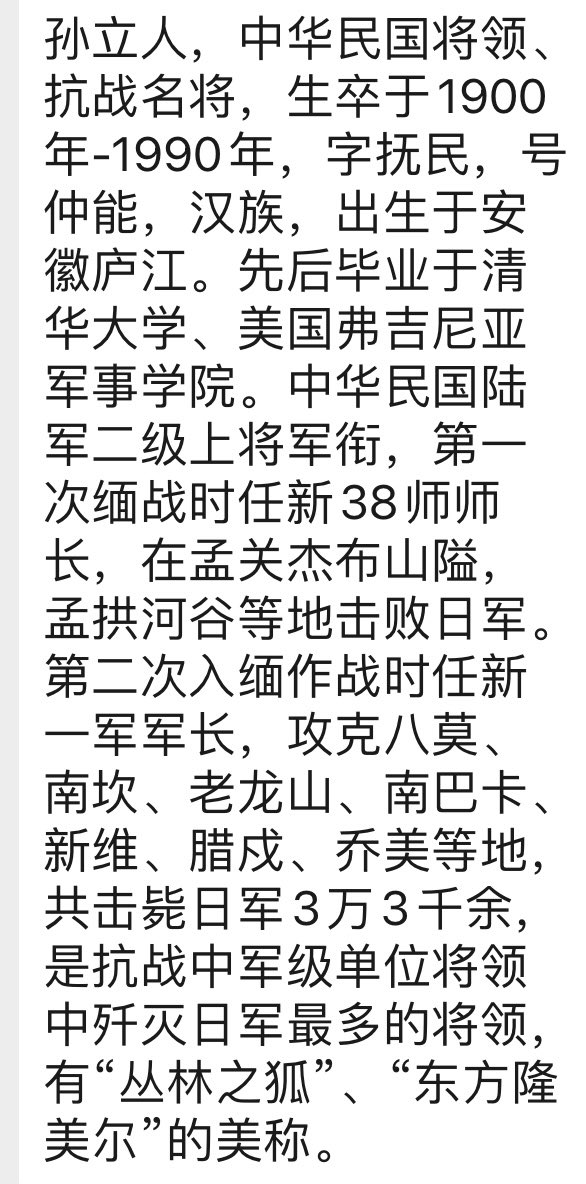 孙立人，中华民国将领、
抗战名将，生卒于1900
年-1990年，字抚民，号
仲能，汉族，出生于安
徽庐江。先后毕业于清
华大学、美国弗吉尼亚
军事学院。中华民国陆
军二级上将军衔，第一
次缅战时任新38师师
长，在孟关杰布山隘，
孟拱河谷等地击败日军。
第二次入缅作战时任新
一军军长，攻克八莫、
南坎、老龙山、南巴卡、
新维、腊戍、乔美等地，
共击毙日军3万3千余，
是抗战中军级单位将领
中歼灭日军最多的将领，
有“丛林之狐”、“东方隆
美尔”的美称。